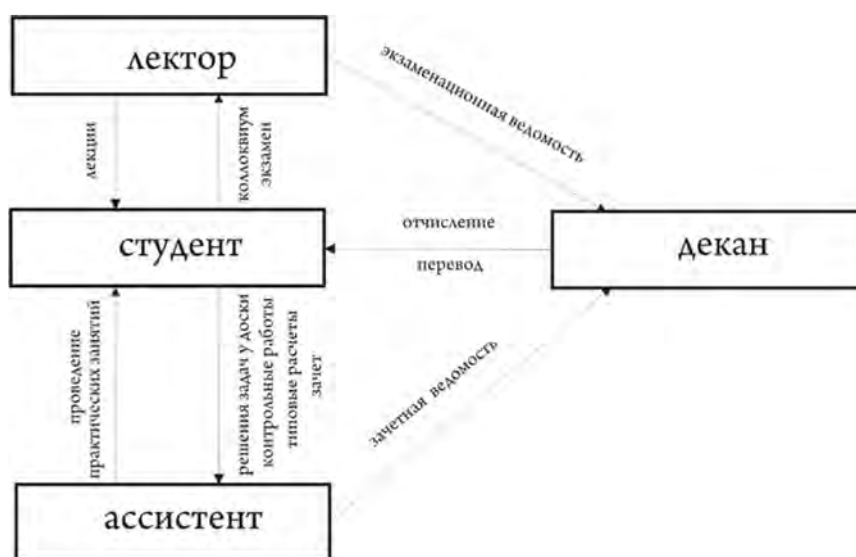 лектор
экзаменационная ведомость
лекции
коллоквиум
экзамен
студент
отчисление
перевод
декан
проведение
практических занятий
решения задач у доски
контрольные работы
типовые расчеты
зачет
зачетная ведомость
ассистент